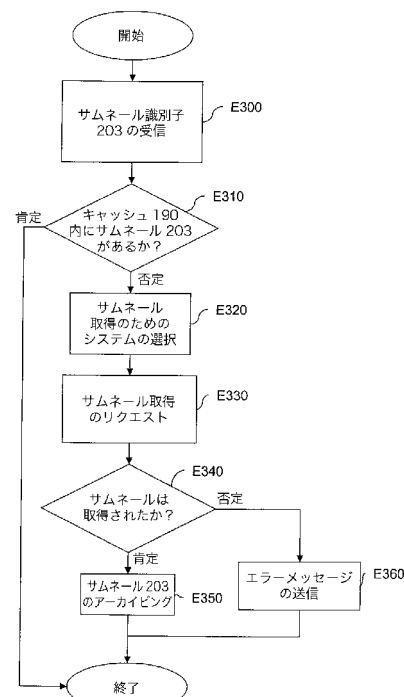 開始
サムネール識別子
203 の受信
E300
E310
肯定
キャッシュ 190
内にサムネール 203
があるか？
否定
サムネール
取得のための
システムの選択
E320
サムネール取得
のリクエスト
E330
E340
サムネールは
取得されたか？
否定
肯定
サムネール 203
のアーカイビング
E350
エラーメッセージ
の送信
E360
終了